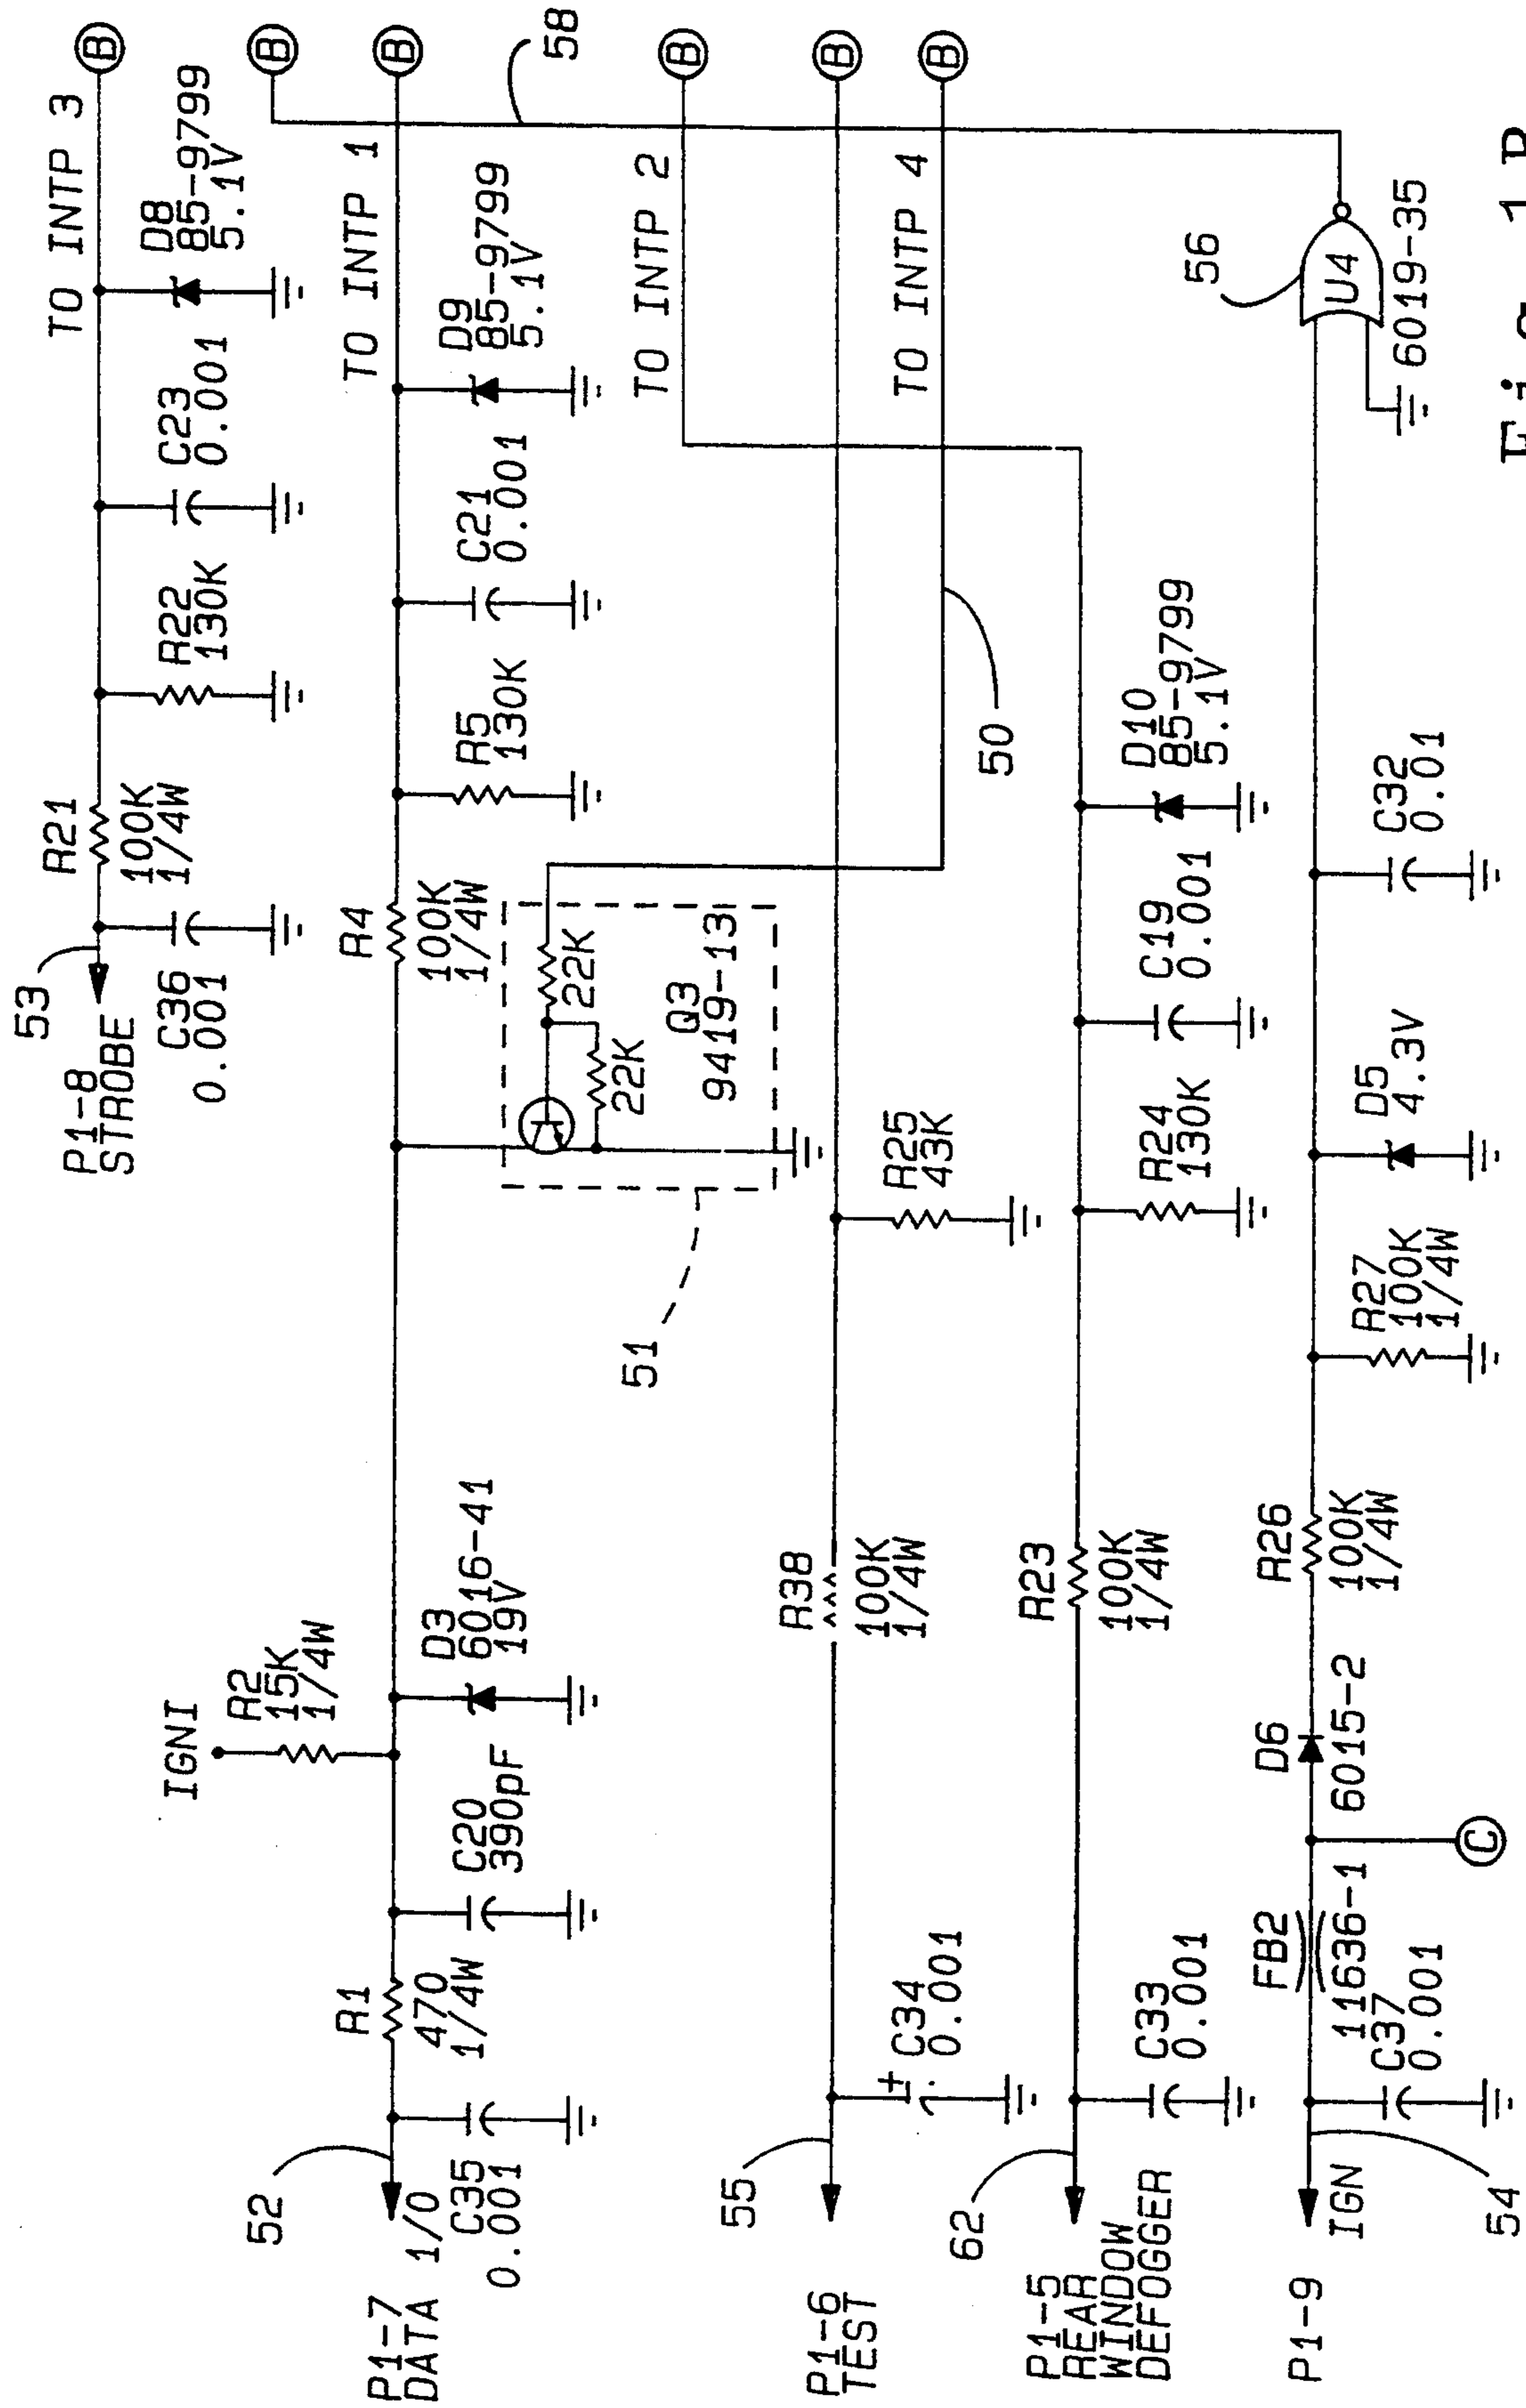 53
P1-8
STROBE
C36
0.001
R21
100K
1/4W
R22
130K
C23
0.001
TO INTP 3
D8
85-9799
5.1V
B
B
58
52
P1-7
DATA 1/0
C35
0.001
R1
470
1/4W
C20
390pF
IGNI
R2
15K
1/4W
D3
6016-41
19V
R4
100K
1/4W
R5
130K
C21
0.001
TO INTP 1
D9
85-9799
5.1V
B
51
22K
22K
Q3
9419-13
TO INTP 2
B
55
P1-6
TEST
C34
0.001
R38
100K
1/4W
R25
43K
B
TO INTP 4
B
50
62
P1-5
REAR
WINDOW
DEFOGGER
C33
0.001
R23
100K
1/4W
R24
130K
C19
0.001
D10
85-9799
5.1V
P1-9
IGN
54
C37
0.001
FB2
11636-1
C
D6
6015-2
R26
100K
1/4W
R27
100K
1/4W
D5
4.3V
C32
0.01
56
U4
6019-35